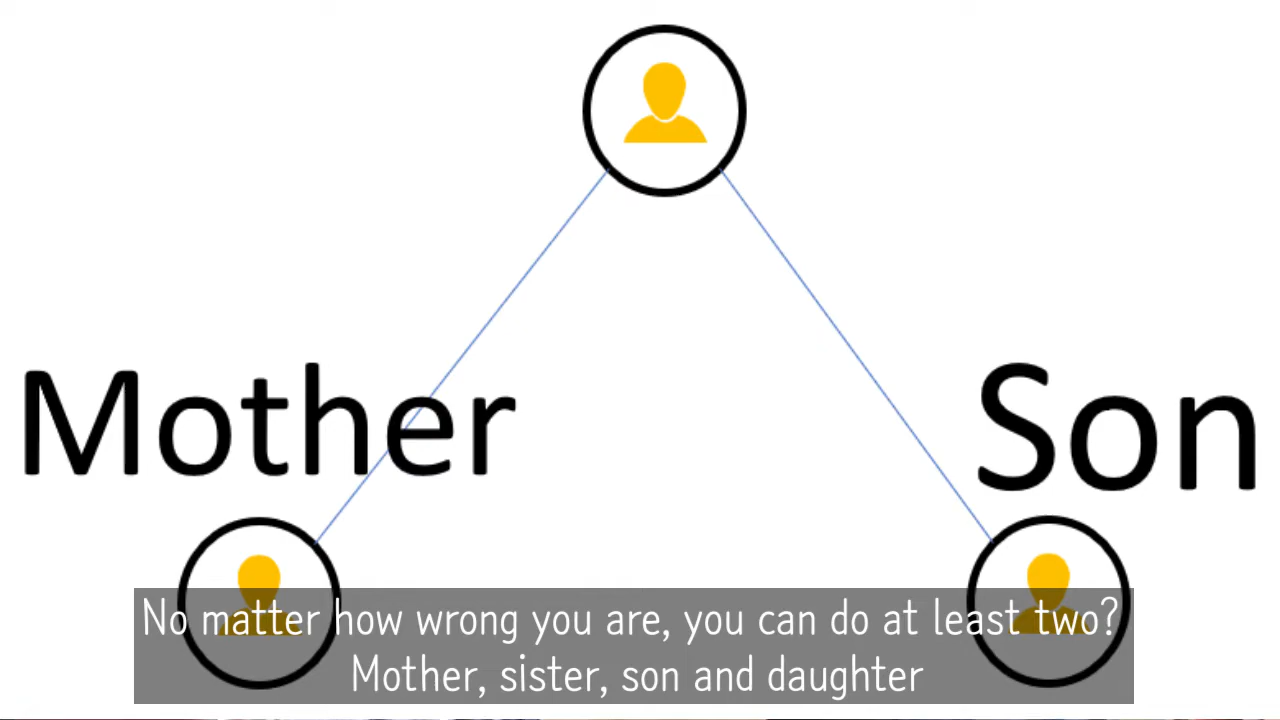 Mother
Son
No matter how wrong you are, you can do at least two?
Mother, sister, son and daughter